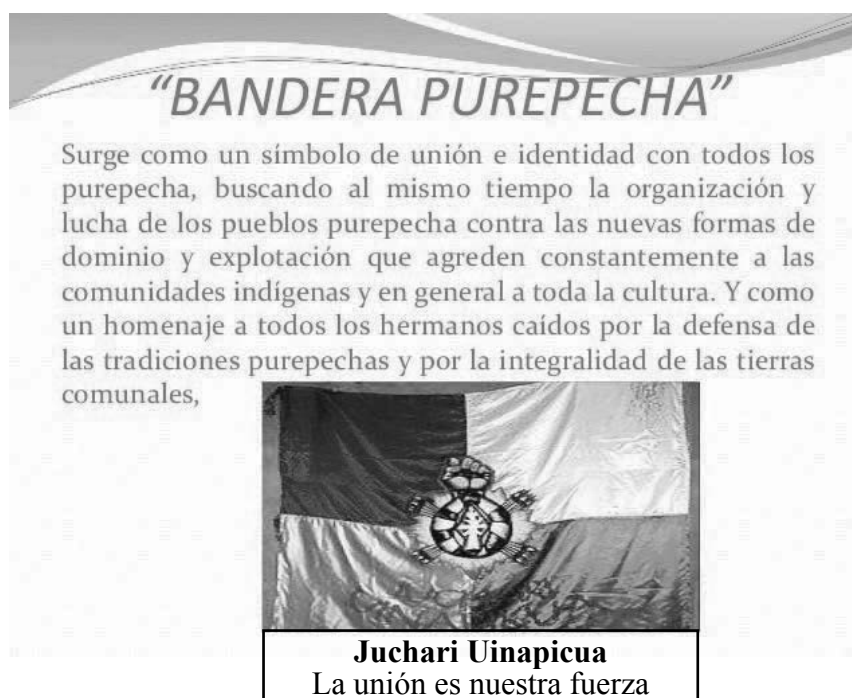 “BANDERA PUREPECHA”
Surge como un símbolo de unión e identidad con todos los
purepecha, buscando al mismo tiempo la organización y
lucha de los pueblos purepecha contra las nuevas formas de
dominio y explotación que agreden constantemente a las
comunidades indígenas y en general a toda la cultura. Y como
un homenaje a todos los hermanos caídos por la defensa de
las tradiciones purepechas y por la integralidad de las tierras
comunales,
Juchari Uinapicua
La unión es nuestra fuerza